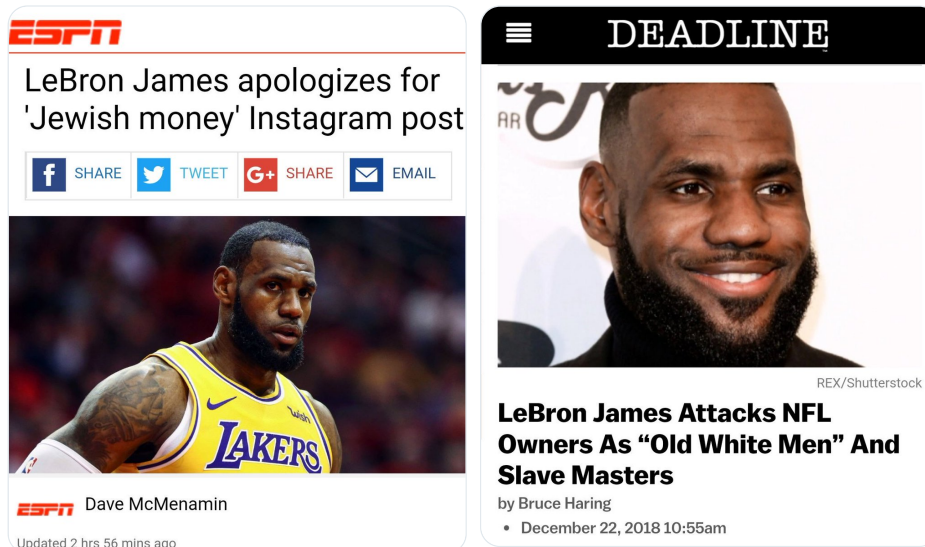 ESPN
LeBron James apologizes for
'Jewish money' Instagram post
f SHARE TWEET G+ SHARE EMAIL
wish
LAKERS
ESPN Dave McMenamin
Updated 2 hrs 56 mins ago
DEADLINE
AR
REX/Shutterstock
LeBron James Attacks NFL
Owners As “Old White Men” And
Slave Masters
by Bruce Haring
• December 22, 2018 10:55am